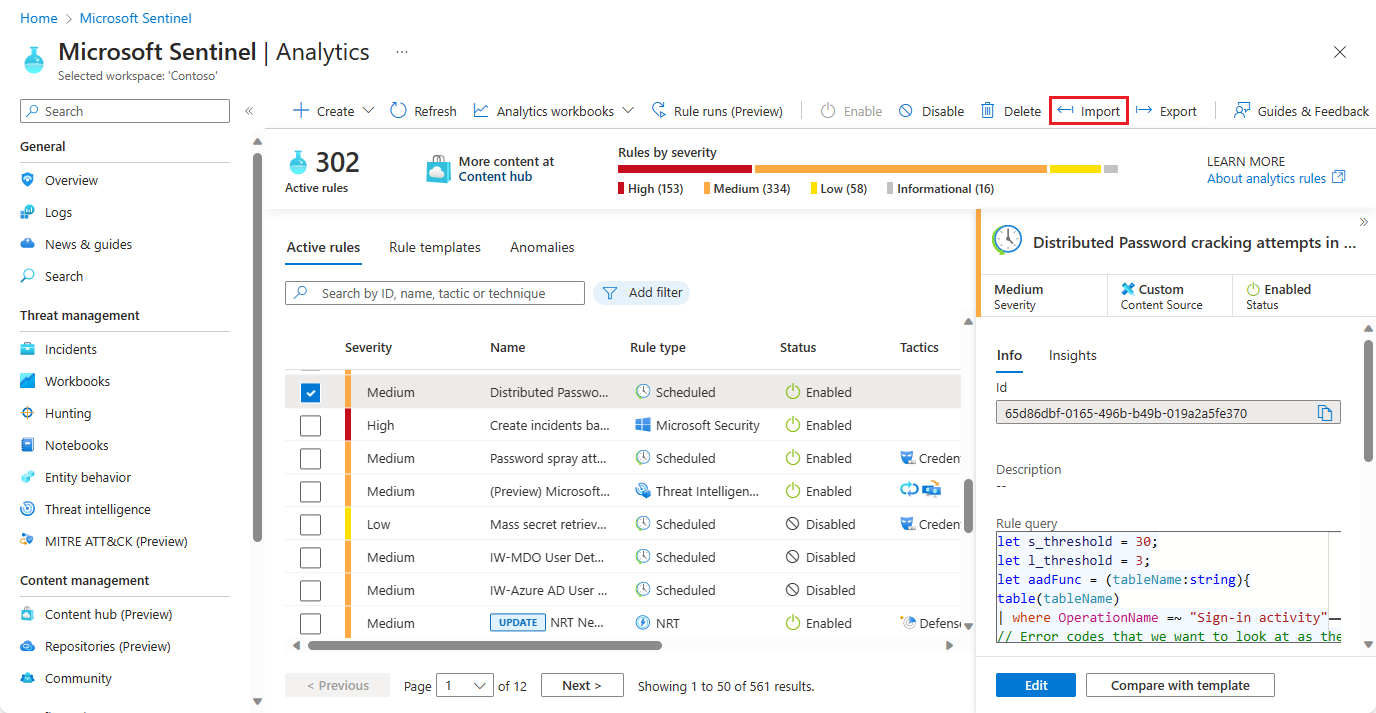 Home > Microsoft Sentinel
Microsoft Sentinel | Analytics ...
Selected workspace: 'Contoso'
Search
«
Create
Refresh
Analytics workbooks
Rule runs (Preview)
Enable
Disable
Delete
Import
Export
Guides & Feedback
General
Overview
Logs
News & guides
Search
Threat management
Incidents
Workbooks
Hunting
Notebooks
Entity behavior
Threat intelligence
MITRE ATT&CK (Preview)
Content management
Content hub (Preview)
Repositories (Preview)
Community
302
Active rules
More content at
Content hub
Rules by severity
High (153) Medium (334) Low (58) Informational (16)
LEARN MORE
About analytics rules
Active rules Rule templates Anomalies
Search by ID, name, tactic or technique
Add filter
Severity Name Rule type Status Tactics
Medium Distributed Passwo... Scheduled Enabled
High Create incidents ba... Microsoft Security Enabled
Medium Password spray att... Scheduled Enabled Creden
Medium (Preview) Microsoft... Threat Intelligen... Enabled
Low Mass secret retriev... Scheduled Disabled Creden
Medium IW-MDO User Det... Scheduled Disabled
Medium IW-Azure AD User ... Scheduled Disabled
Medium UPDATE NRT Ne... NRT Enabled Defense
< Previous Page 1 of 12 Next > Showing 1 to 50 of 561 results.
»
Distributed Password cracking attempts in ...
Medium
Severity
Custom
Content Source
Enabled
Status
Info Insights
Id
65d86dbf-0165-496b-b49b-019a2a5fe370
Description
--
Rule query
let s_threshold = 30;
let l_threshold = 3;
let aadFunc = (tableName:string){
table(tableName)
| where OperationName =~ "Sign-in activity"
// Error codes that we want to look at as the
Edit Compare with template